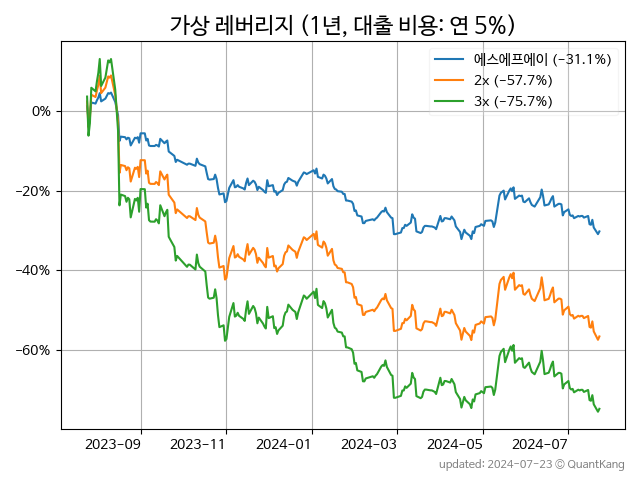 가상 레버리지 (1년, 대출 비용: 연 5%)
에스에프에이 (−31.1%)
2x (−57.7%)
3x (−75.7%)
0%
−20%
−40%
−60%
2023-09 2023-11 2024-01 2024-03 2024-05 2024-07
updated: 2024-07-23 © QuantKang